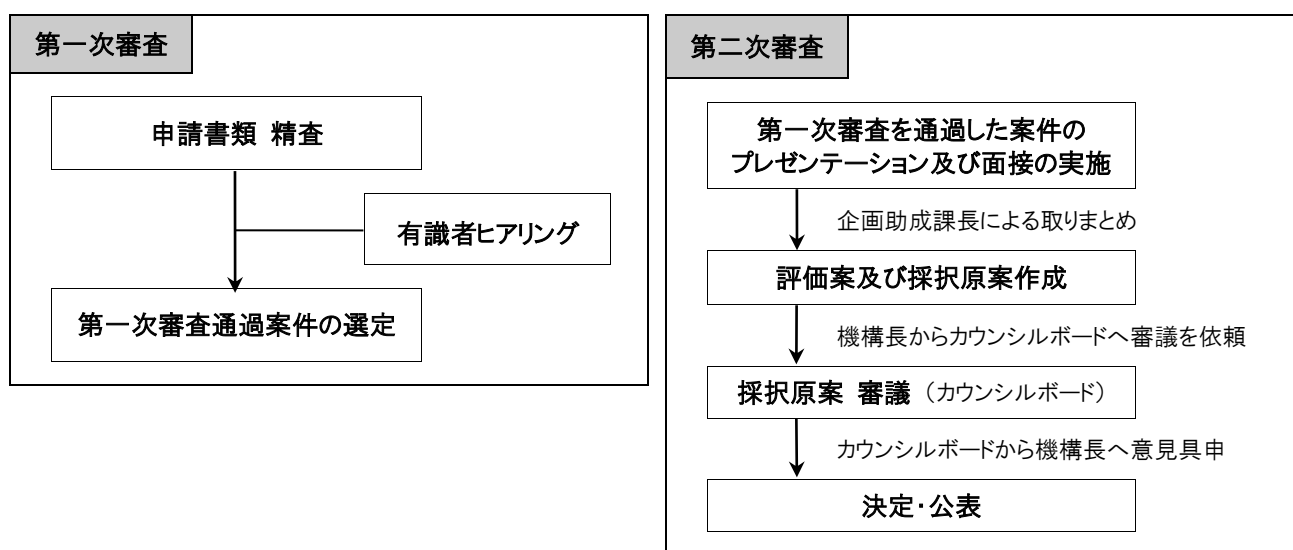 第一次審査
申請書類 精査
有識者ヒアリング
第一次審査通過案件の選定
第二次審査
第一次審査を通過した案件の
プレゼンテーション及び面接の実施
企画助成課長による取りまとめ
評価案及び採択原案作成
機構長からカウンシルボードへ審議を依頼
採択原案 審議（カウンシルボード）
カウンシルボードから機構長へ意見具申
決定・公表